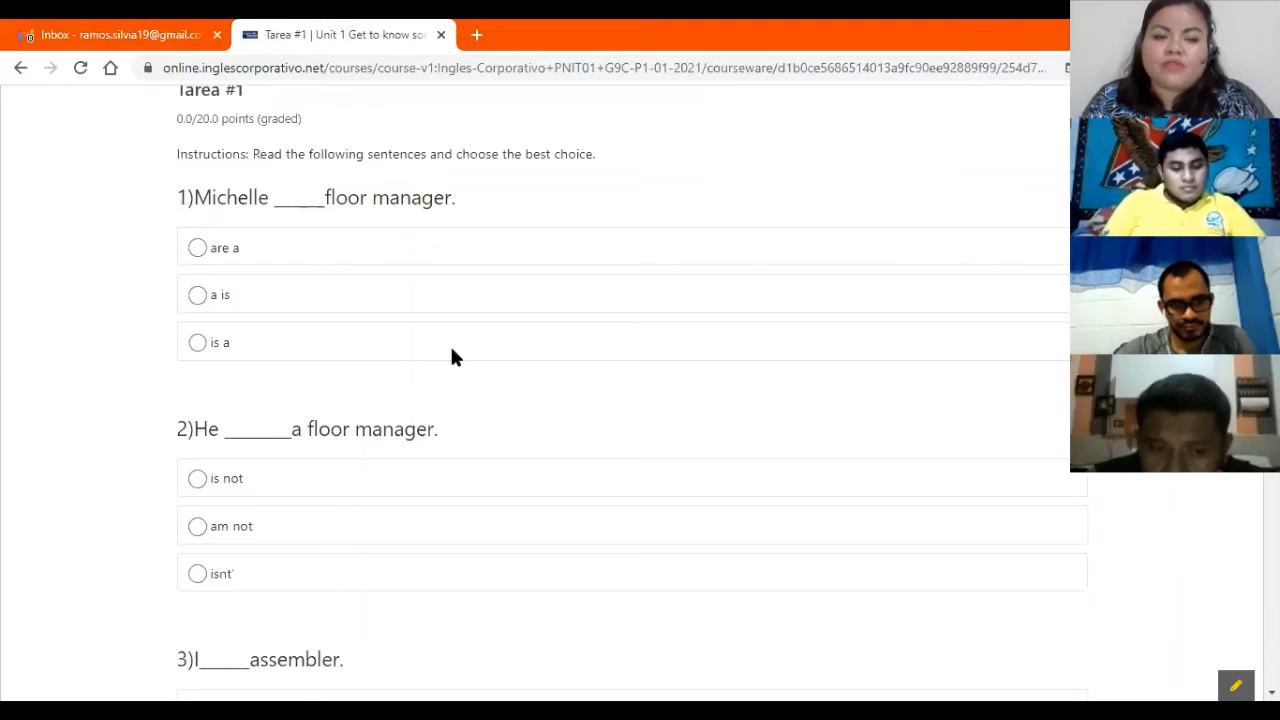 Inbox - ramos.silvia19@gmail.co
Tarea #1 | Unit 1 Get to know so
online.inglescorporativo.net/courses/course-v1:Ingles-Corporativo+PNIT01+G9C-P1-01-2021/courseware/d1b0ce5686514013a9fc90ee92889f99/254d7...
Tarea #1
0.0/20.0 points (graded)
Instructions: Read the following sentences and choose the best choice.
1)Michelle ______floor manager.
are a
a is
is a
2)He ________a floor manager.
is not
am not
isnt´
3)I______assembler.